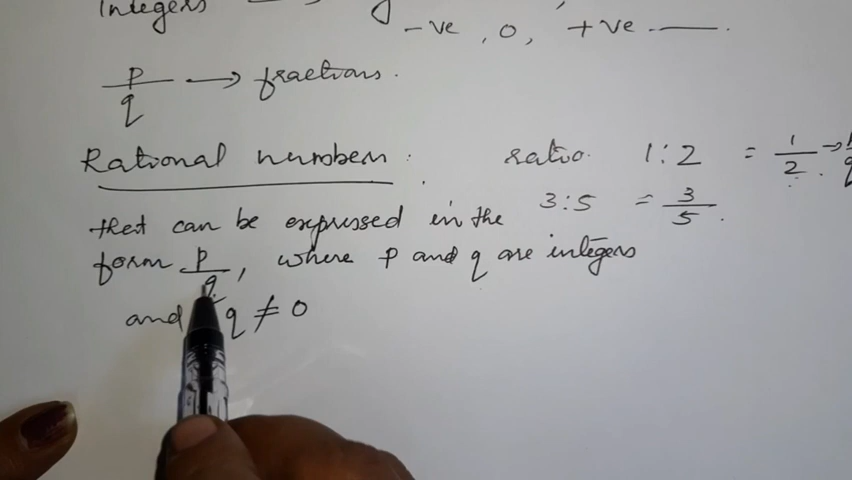 Integers
-ve, 0, +ve
p/q → fractions.
Rational numbers: ratio. 1:2 = 1/2 →
that can be expressed in the 3:5 = 3/5.
form p/q, where p and q are integers
and q ≠ 0